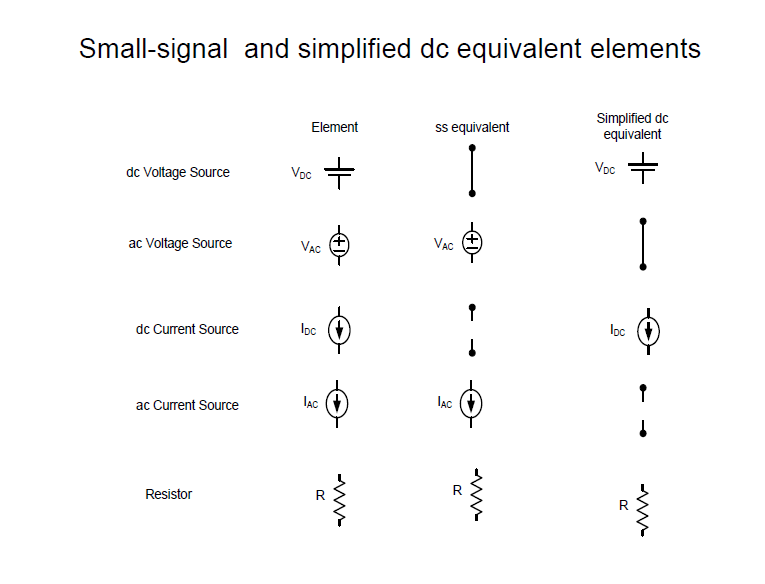 Small-signal and simplified dc equivalent elements
Element
ss equivalent
Simplified dc
equivalent
dc Voltage Source
VDC
VDC
ac Voltage Source
VAC
VAC
dc Current Source
IDC
IDC
ac Current Source
IAC
IAC
Resistor
R
R
R